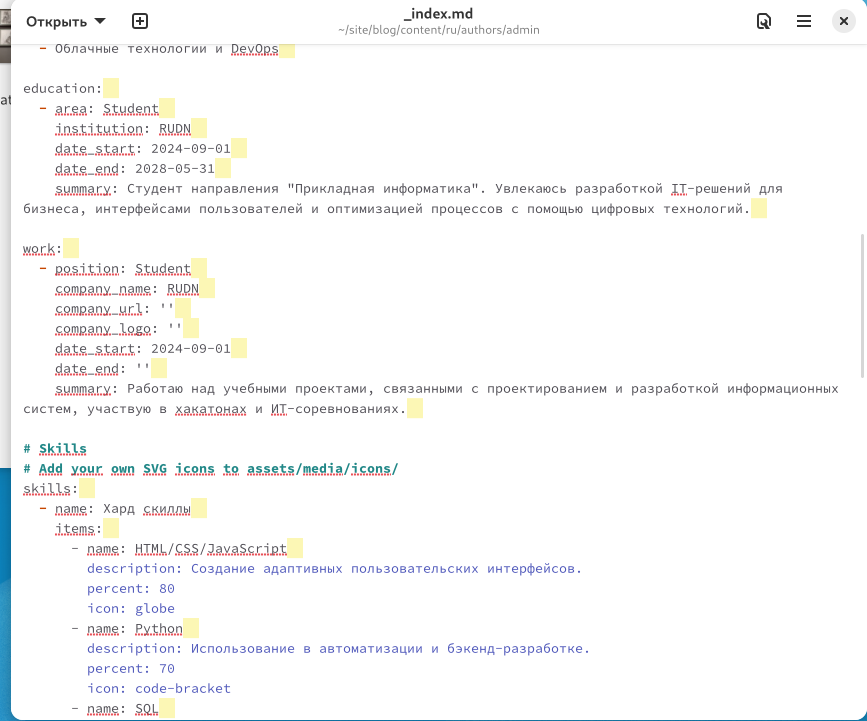 Открыть
_index.md
~/site/blog/content/ru/authors/admin
- Облачные технологии и DevOps
education:
- area: Student
institution: RUDN
date_start: 2024-09-01
date_end: 2028-05-31
summary: Студент направления "Прикладная информатика". Увлекаюсь разработкой IT-решений для
бизнеса, интерфейсами пользователей и оптимизацией процессов с помощью цифровых технологий.
work:
- position: Student
company_name: RUDN
company_url: ''
company_logo: ''
date_start: 2024-09-01
date_end: ''
summary: Работаю над учебными проектами, связанными с проектированием и разработкой информационных
систем, участвую в хакатонах и ИТ-соревнованиях.
# Skills
# Add your own SVG icons to assets/media/icons/
skills:
- name: Хард скиллы
items:
- name: HTML/CSS/JavaScript
description: Создание адаптивных пользовательских интерфейсов.
percent: 80
icon: globe
- name: Python
description: Использование в автоматизации и бэкенд-разработке.
percent: 70
icon: code-bracket
- name: SQL